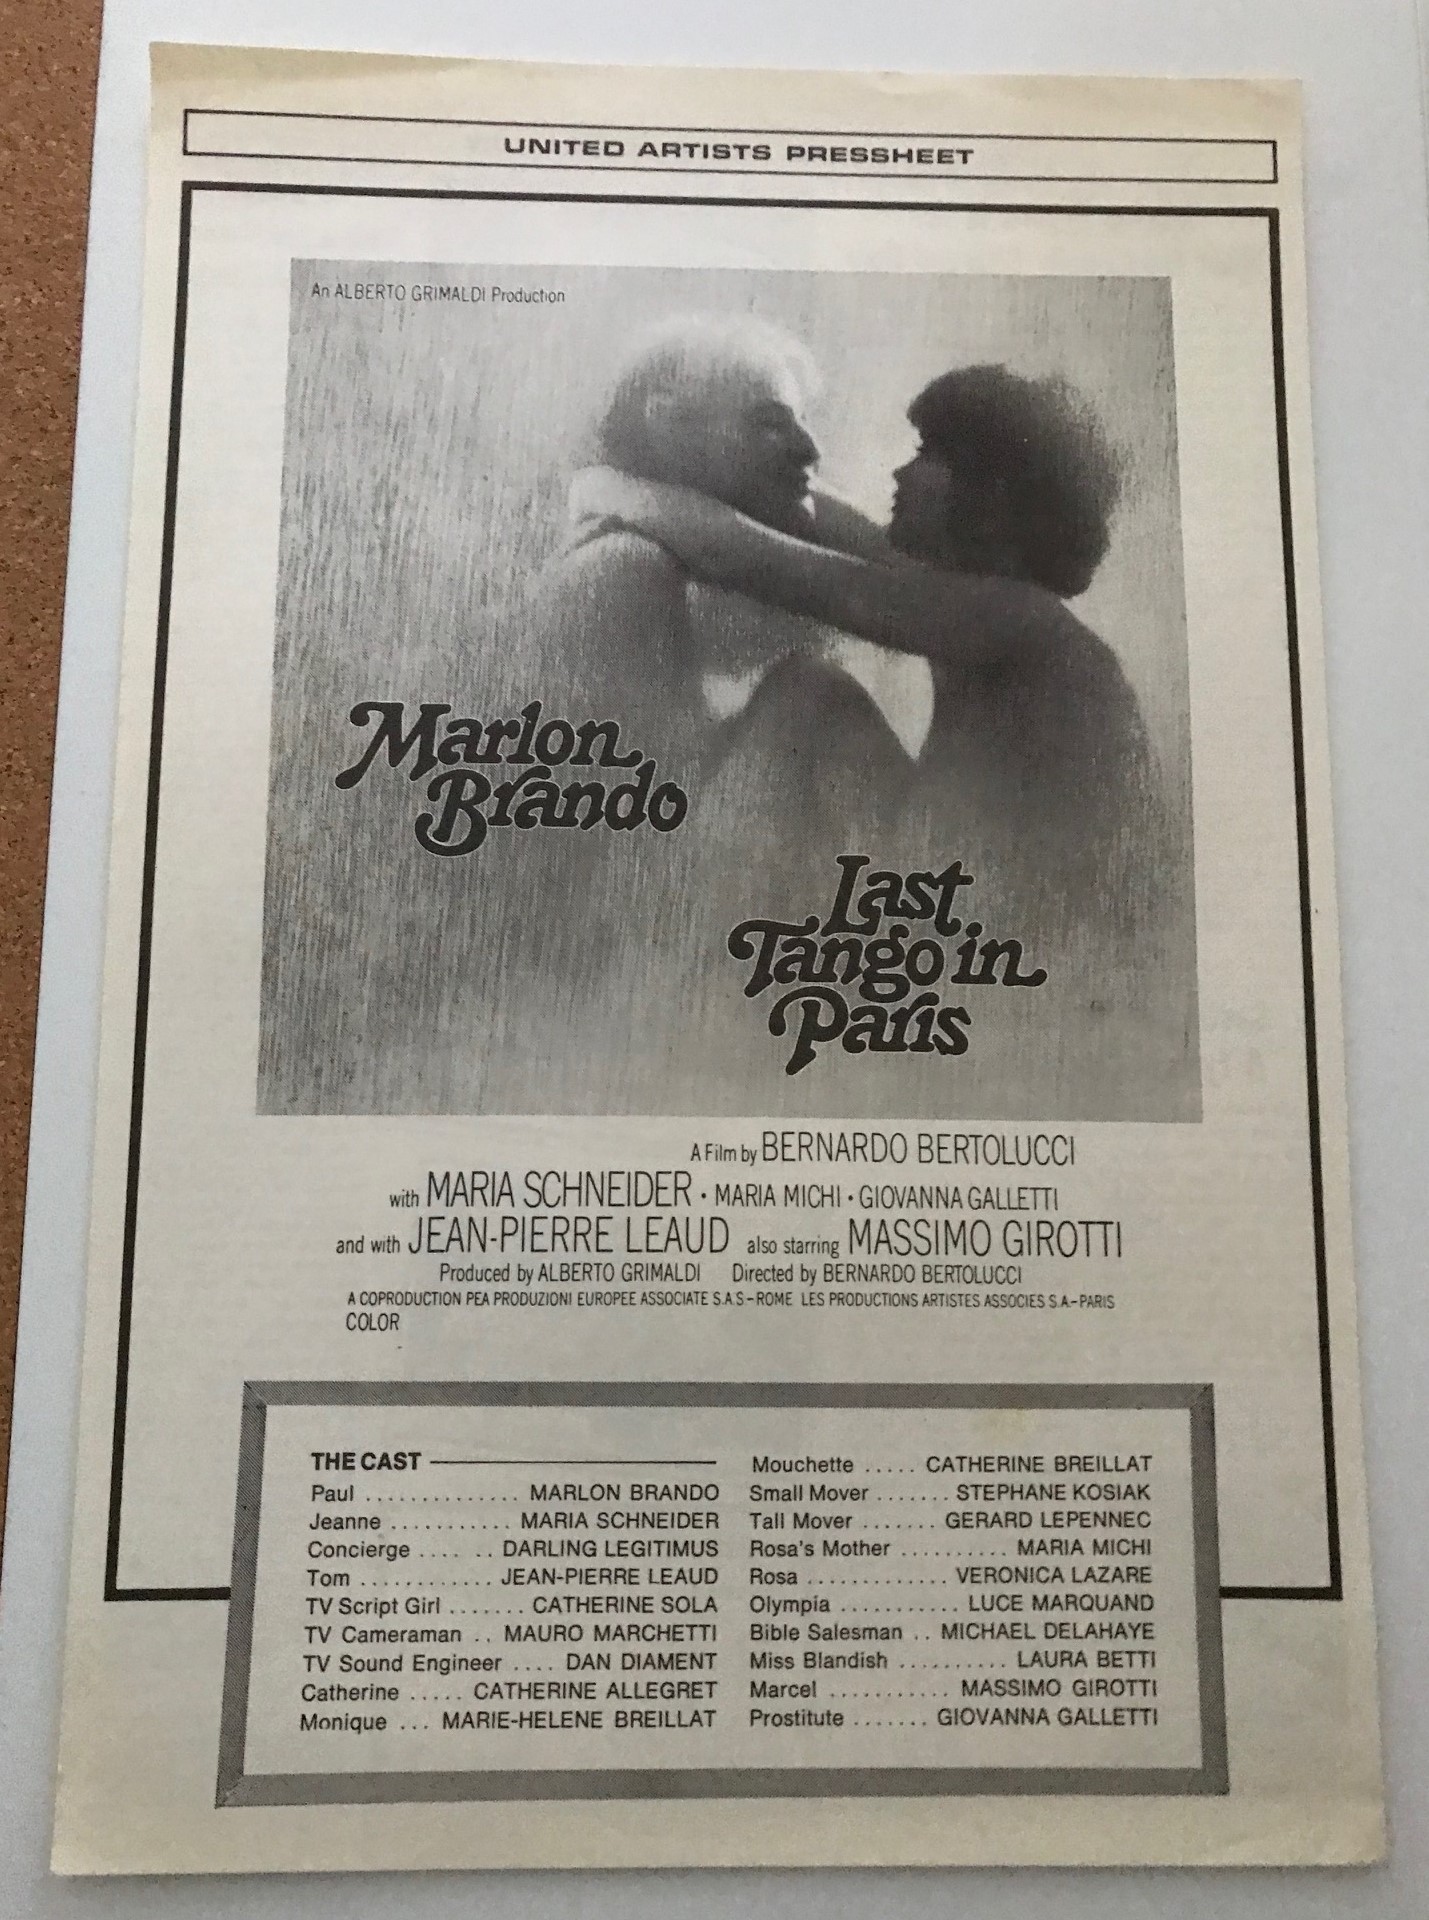 UNITED ARTISTS PRESSHEET
An ALBERTO GRIMALDI Production
Marlon
Brando
Last
Tango in
Paris
A Film by BERNARDO BERTOLUCCI
with MARIA SCHNEIDER · MARIA MICHI · GIOVANNA GALLETTI
and with JEAN-PIERRE LEAUD also starring MASSIMO GIROTTI
Produced by ALBERTO GRIMALDI Directed by BERNARDO BERTOLUCCI
A COPRODUCTION PEA PRODUZIONI EUROPEE ASSOCIATE S.A.S-ROME LES PRODUCTIONS ARTISTES ASSOCIES S.A.-PARIS
COLOR
THE CAST
Paul .............. MARLON BRANDO
Jeanne ........... MARIA SCHNEIDER
Concierge .... .. DARLING LEGITIMUS
Tom ............ JEAN-PIERRE LEAUD
TV Script Girl ....... CATHERINE SOLA
TV Cameraman .. MAURO MARCHETTI
TV Sound Engineer .... DAN DIAMENT
Catherine ..... CATHERINE ALLEGRET
Monique ... MARIE-HELENE BREILLAT
Mouchette ..... CATHERINE BREILLAT
Small Mover ....... STEPHANE KOSIAK
Tall Mover ....... GERARD LEPENNEC
Rosa's Mother .......... MARIA MICHI
Rosa ............. VERONICA LAZARE
Olympia ........... LUCE MARQUAND
Bible Salesman .. MICHAEL DELAHAYE
Miss Blandish .......... LAURA BETTI
Marcel ........... MASSIMO GIROTTI
Prostitute ....... GIOVANNA GALLETTI